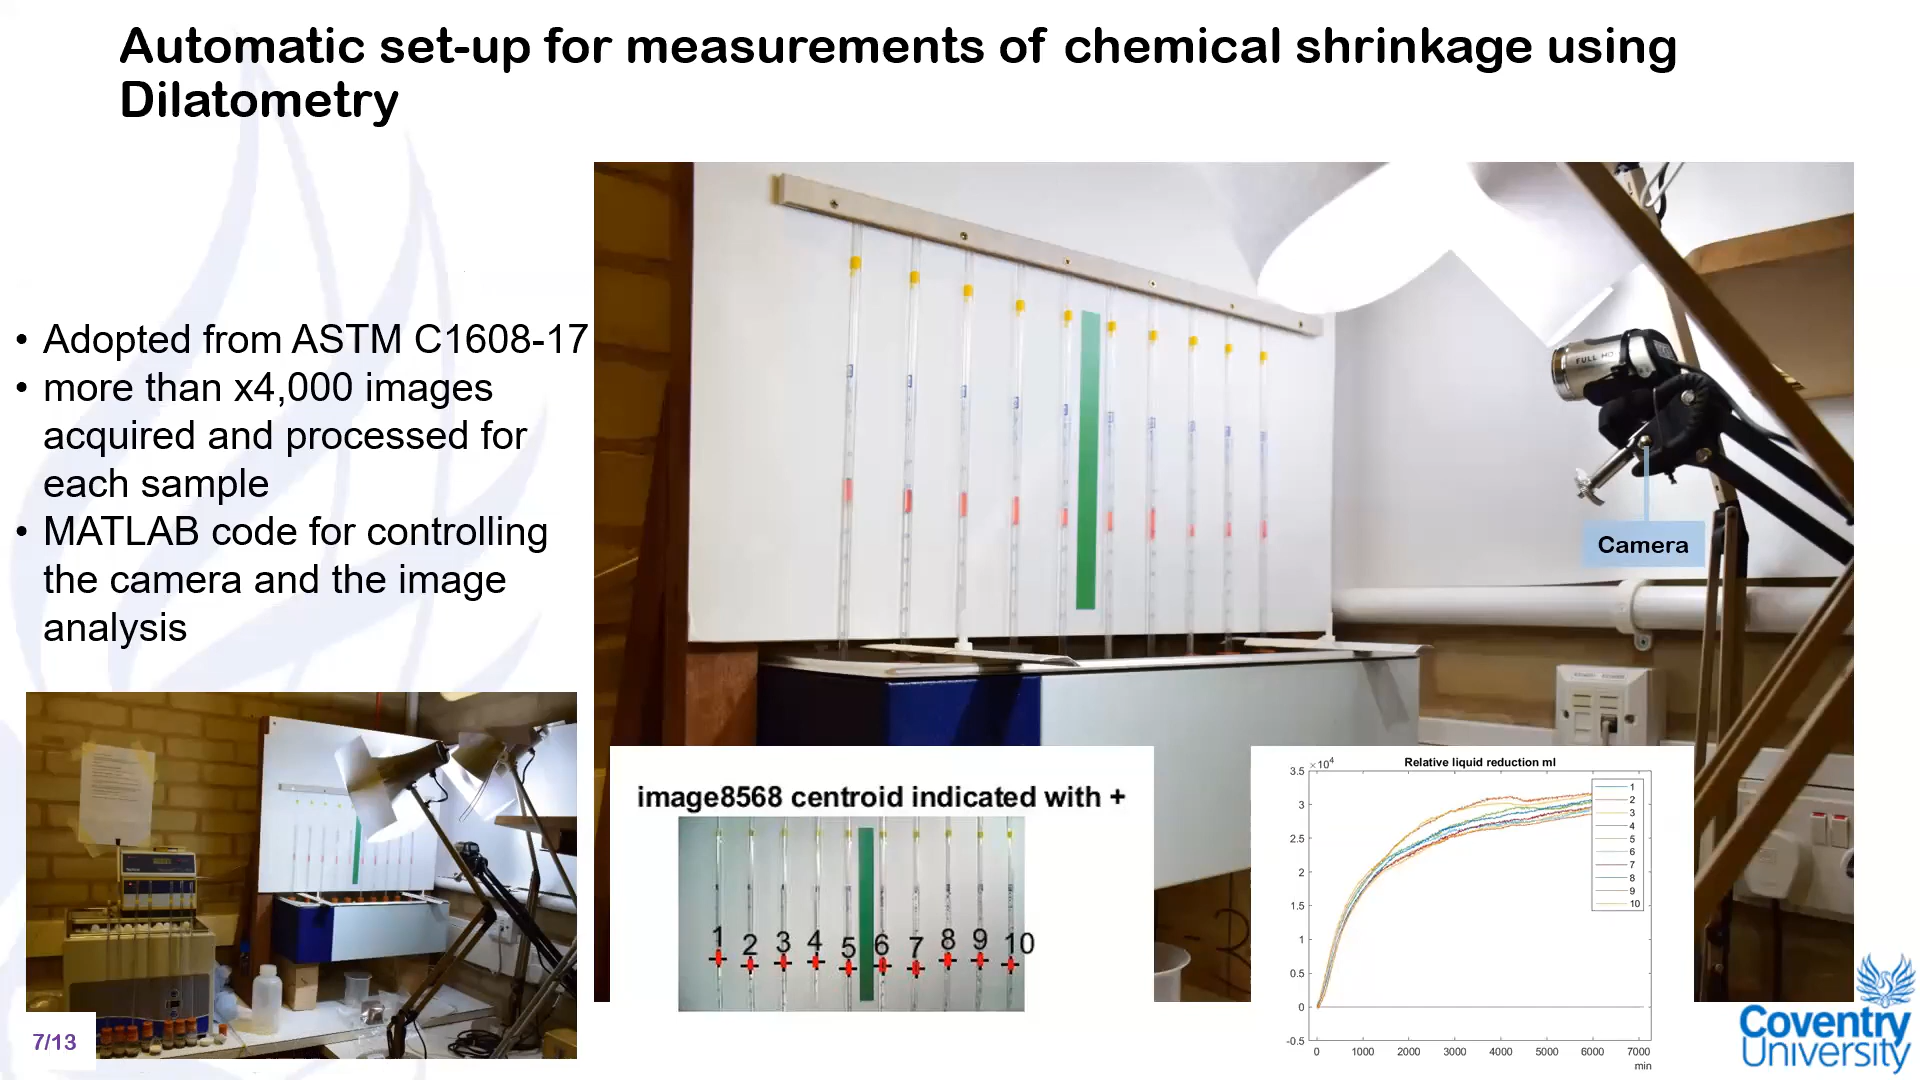 Automatic set-up for measurements of chemical shrinkage using
Dilatometry
• Adopted from ASTM C1608-17
• more than x4,000 images
acquired and processed for
each sample
• MATLAB code for controlling
the camera and the image
analysis
FULL HD
Camera
image8568 centroid indicated with +
1 2 3 4 5 6 7 8 9 10
Relative liquid reduction ml
×10⁴
3.5
3
2.5
2
1.5
1
0.5
0
-0.5
0 1000 2000 3000 4000 5000 6000 7000
min
1
2
3
4
5
6
7
8
9
10
7/13
Coventry
University